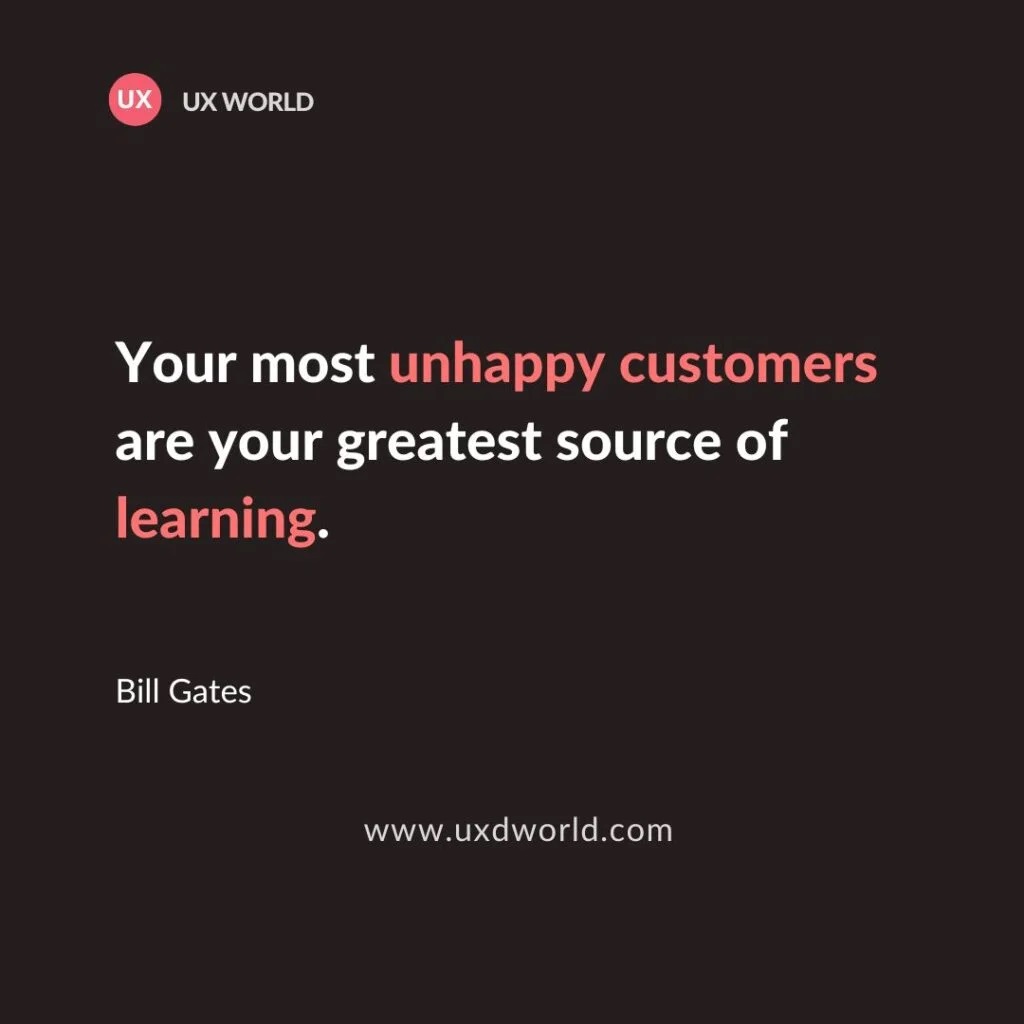 UX UX WORLD
Your most unhappy customers
are your greatest source of
learning.
Bill Gates
www.uxdworld.com